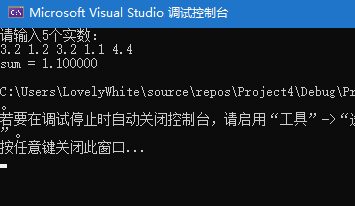 Microsoft Visual Studio 调试控制台
请输入5个实数:
3.2 1.2 3.2 1.1 4.4
sum = 1.100000
C:\Users\LovelyWhite\source\repos\Project4\Debug\Pr
。
若要在调试停止时自动关闭控制台，请启用“工具”->“选
”。
按任意键关闭此窗口...